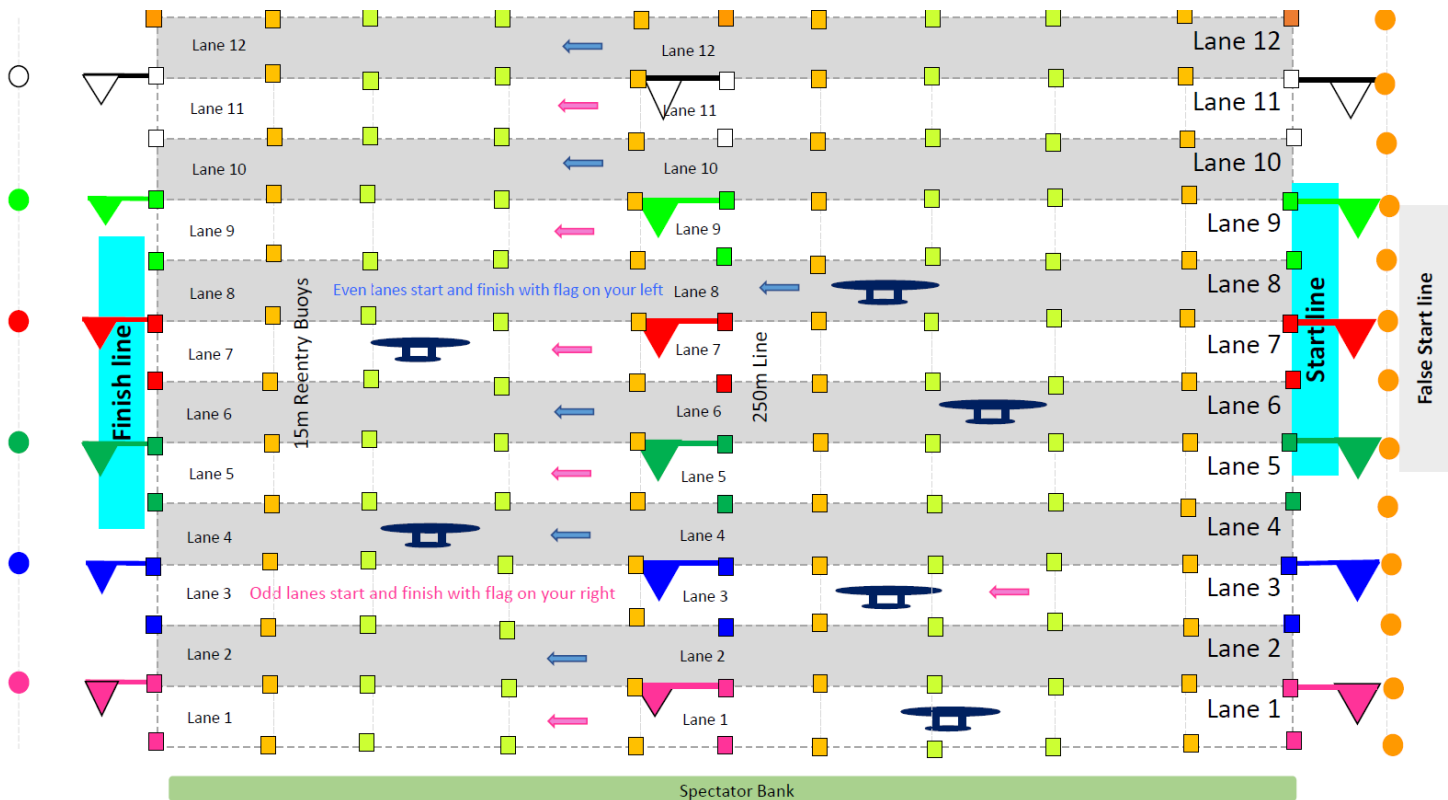 Lane 12 Lane 12 Lane 12
Lane 11 Lane 11 Lane 11
Lane 10 Lane 10 Lane 10
Lane 9 Lane 9 Lane 9
Lane 8 Even lanes start and finish with flag on your left Lane 8 Lane 8
Lane 7 Lane 7 Lane 7
Finish line
15m Reentry Buoys
250m Line
Start line
False Start line
Lane 6 Lane 6 Lane 6
Lane 5 Lane 5 Lane 5
Lane 4 Lane 4 Lane 4
Lane 3 Odd lanes start and finish with flag on your right Lane 3 Lane 3
Lane 2 Lane 2 Lane 2
Lane 1 Lane 1 Lane 1
Spectator Bank